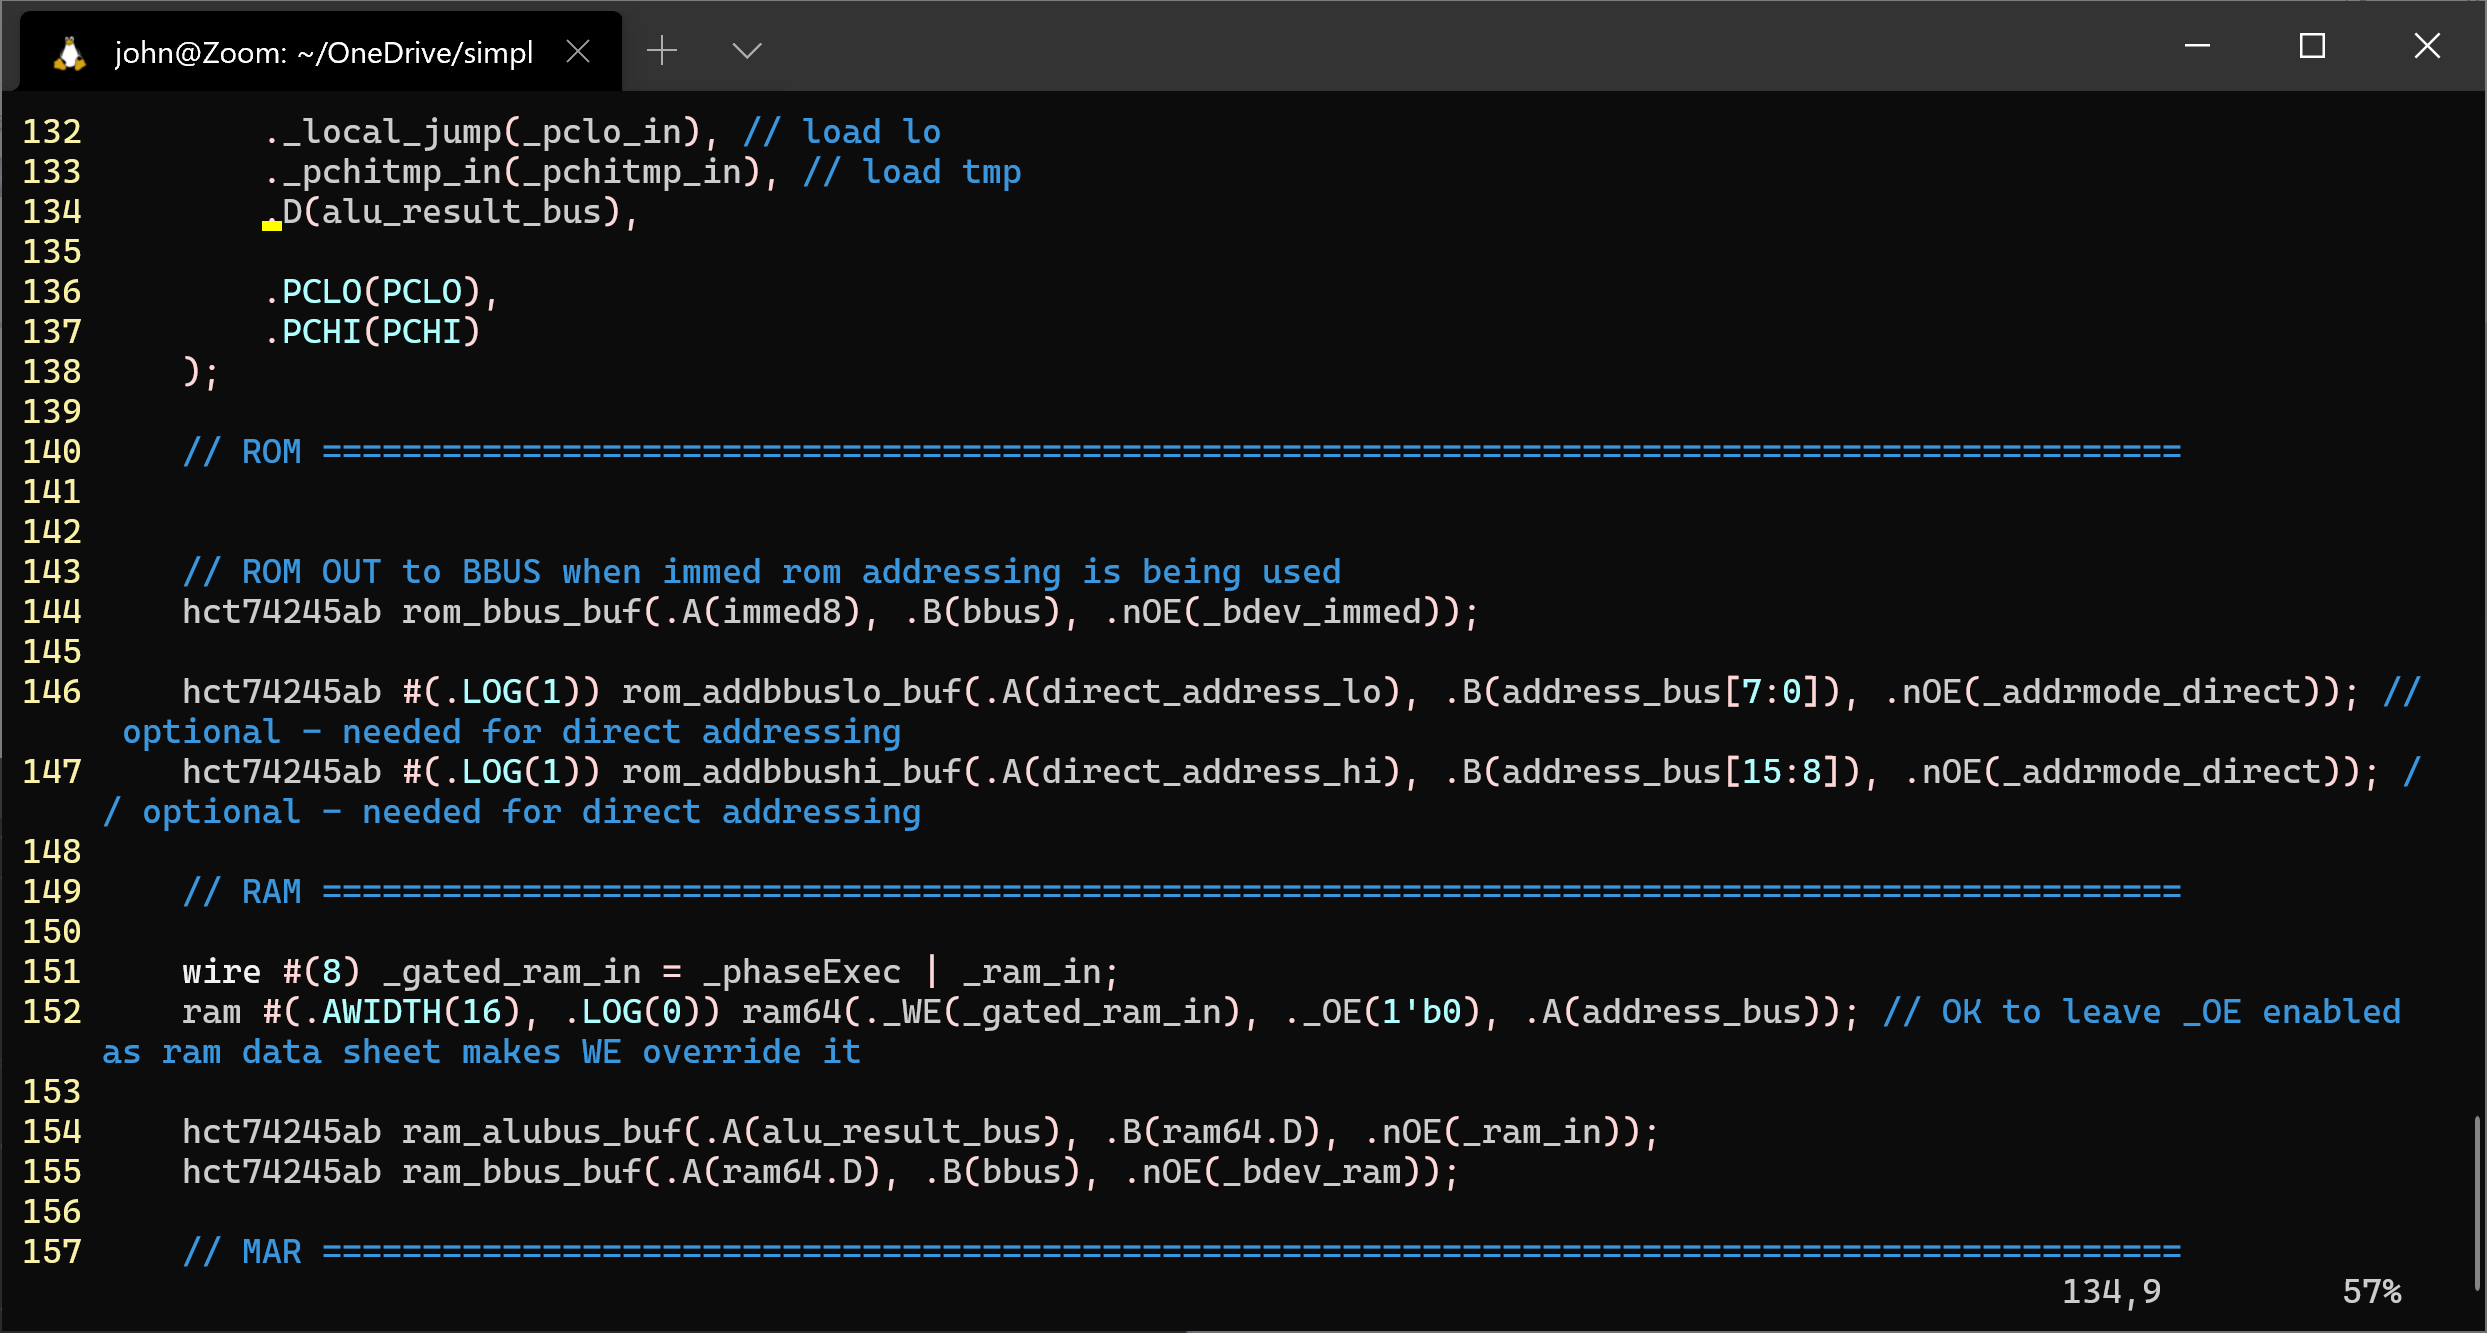 john@Zoom: ~/OneDrive/simpl
132         ._local_jump(_pclo_in), // load lo
133         ._pchitmp_in(_pchitmp_in), // load tmp
134         .D(alu_result_bus),
135
136         .PCLO(PCLO),
137         .PCHI(PCHI)
138     );
139
140     // ROM =============================================================================================
141
142
143     // ROM OUT to BBUS when immed rom addressing is being used
144     hct74245ab rom_bbus_buf(.A(immed8), .B(bbus), .nOE(_bdev_immed));
145
146     hct74245ab #(.LOG(1)) rom_addbbuslo_buf(.A(direct_address_lo), .B(address_bus[7:0]), .nOE(_addrmode_direct)); //
optional - needed for direct addressing
147     hct74245ab #(.LOG(1)) rom_addbbushi_buf(.A(direct_address_hi), .B(address_bus[15:8]), .nOE(_addrmode_direct)); /
/ optional - needed for direct addressing
148
149     // RAM =============================================================================================
150
151     wire #(8) _gated_ram_in = _phaseExec | _ram_in;
152     ram #(.AWIDTH(16), .LOG(0)) ram64(._WE(_gated_ram_in), ._OE(1'b0), .A(address_bus)); // OK to leave _OE enabled
as ram data sheet makes WE override it
153
154     hct74245ab ram_alubus_buf(.A(alu_result_bus), .B(ram64.D), .nOE(_ram_in));
155     hct74245ab ram_bbus_buf(.A(ram64.D), .B(bbus), .nOE(_bdev_ram));
156
157     // MAR =============================================================================================
134,9         57%